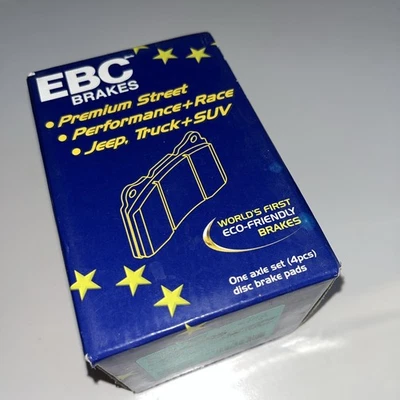 EBC
BRAKES
• Premium Street
• Performance+Race
• Jeep, Truck+SUV
WORLD'S FIRST
ECO-FRIENDLY
BRAKES
One axle set (4pcs)
disc brake pads